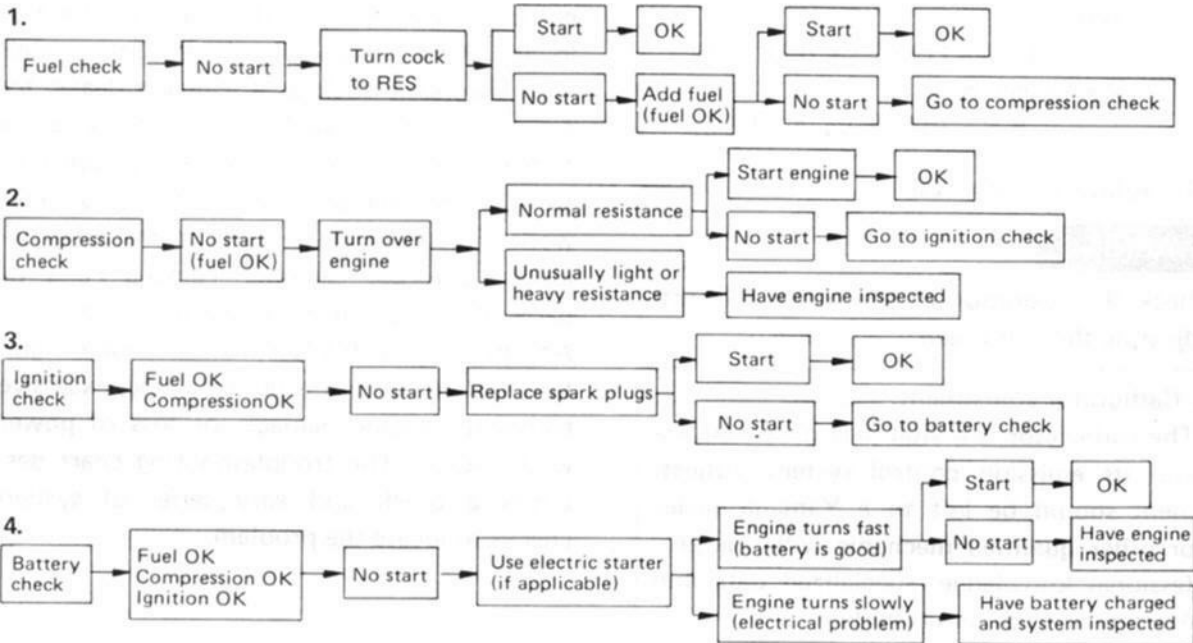 1.
Fuel check
No start
Turn cock
to RES
Start
OK
No start
Add fuel
(fuel OK)
Start
OK
No start
Go to compression check
2.
Compression
check
No start
(fuel OK)
Turn over
engine
Normal resistance
Start engine
OK
No start
Go to ignition check
Unusually light or
heavy resistance
Have engine inspected
3.
Ignition
check
Fuel OK
Compression OK
No start
Replace spark plugs
Start
OK
No start
Go to battery check
4.
Battery
check
Fuel OK
Compression OK
Ignition OK
No start
Use electric starter
(if applicable)
Engine turns fast
(battery is good)
Start
OK
No start
Have engine
inspected
Engine turns slowly
(electrical problem)
Have battery charged
and system inspected